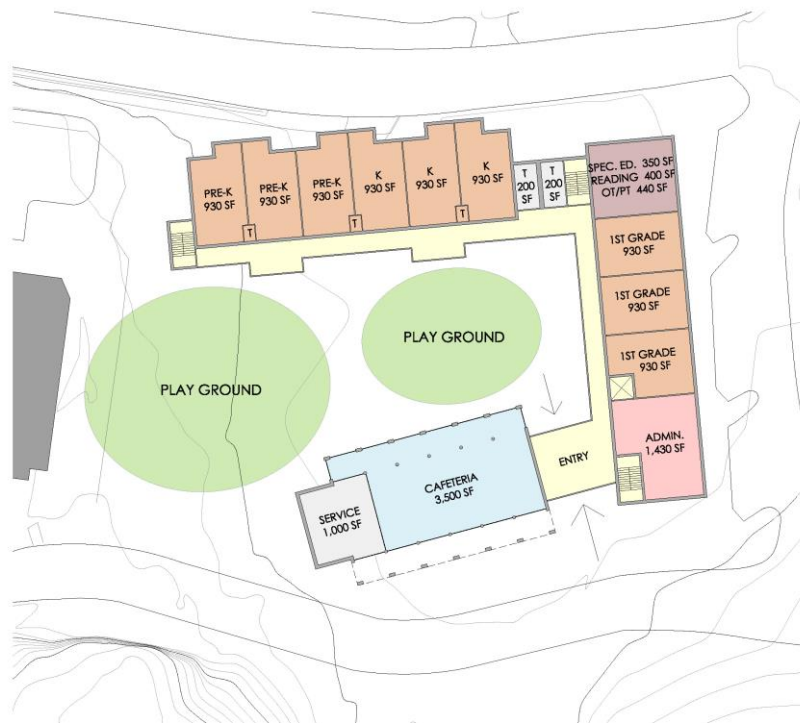 PRE-K
930 SF
PRE-K
930 SF
PRE-K
930 SF
K
930 SF
K
930 SF
K
930 SF
T
T
T
T
200
SF
T
200
SF
SPEC. ED. 350 SF
READING 400 SF
OT/PT 440 SF
1ST GRADE
930 SF
1ST GRADE
930 SF
1ST GRADE
930 SF
PLAY GROUND
PLAY GROUND
ADMIN.
1,430 SF
ENTRY
CAFETERIA
3,500 SF
SERVICE
1,000 SF